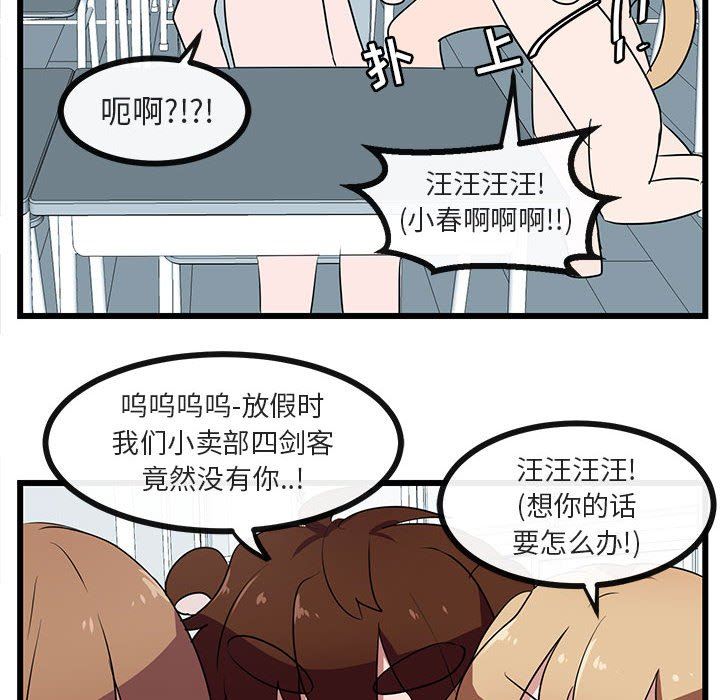 扑上
呃啊?!?!
汪汪汪汪!
(小春啊啊啊!!)
呜呜呜呜-放假时
我们小卖部四剑客
竟然没有你..!
汪汪汪汪!
(想你的话
要怎么办!)